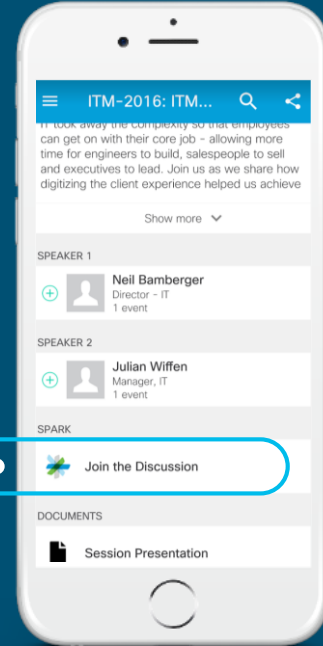 ITM-2016: ITM...
IT took away the complexity so that employees
can get on with their core job - allowing more
time for engineers to build, salespeople to sell
and executives to lead. Join us as we share how
digitizing the client experience helped us achieve
Show more
SPEAKER 1
Neil Bamberger
Director - IT
1 event
SPEAKER 2
Julian Wiffen
Manager, IT
1 event
SPARK
Join the Discussion
DOCUMENTS
Session Presentation